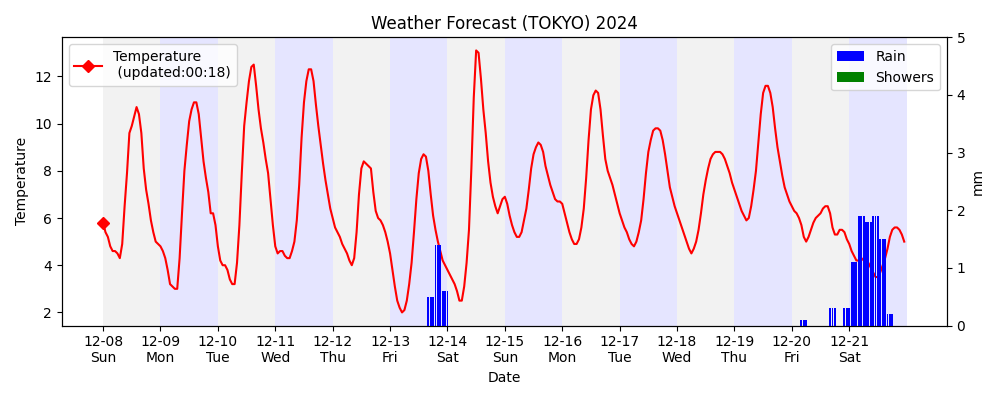 Weather Forecast (TOKYO) 2024
Temperature
(updated:00:18)
Rain
Showers
Temperature
12
10
8
6
4
2
5
4
3
2
1
0
mm
12-08 12-09 12-10 12-11 12-12 12-13 12-14 12-15 12-16 12-17 12-18 12-19 12-20 12-21
Sun Mon Tue Wed Thu Fri Sat Sun Mon Tue Wed Thu Fri Sat
Date